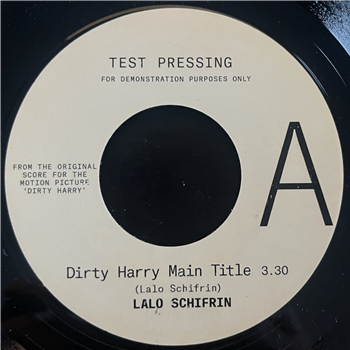 TEST PRESSING
FOR DEMONSTRATION PURPOSES ONLY
FROM THE ORIGINAL
SCORE FOR THE
MOTION PICTURE
'DIRTY HARRY'
A
Dirty Harry Main Title 3.30
(Lalo Schifrin)
LALO SCHIFRIN